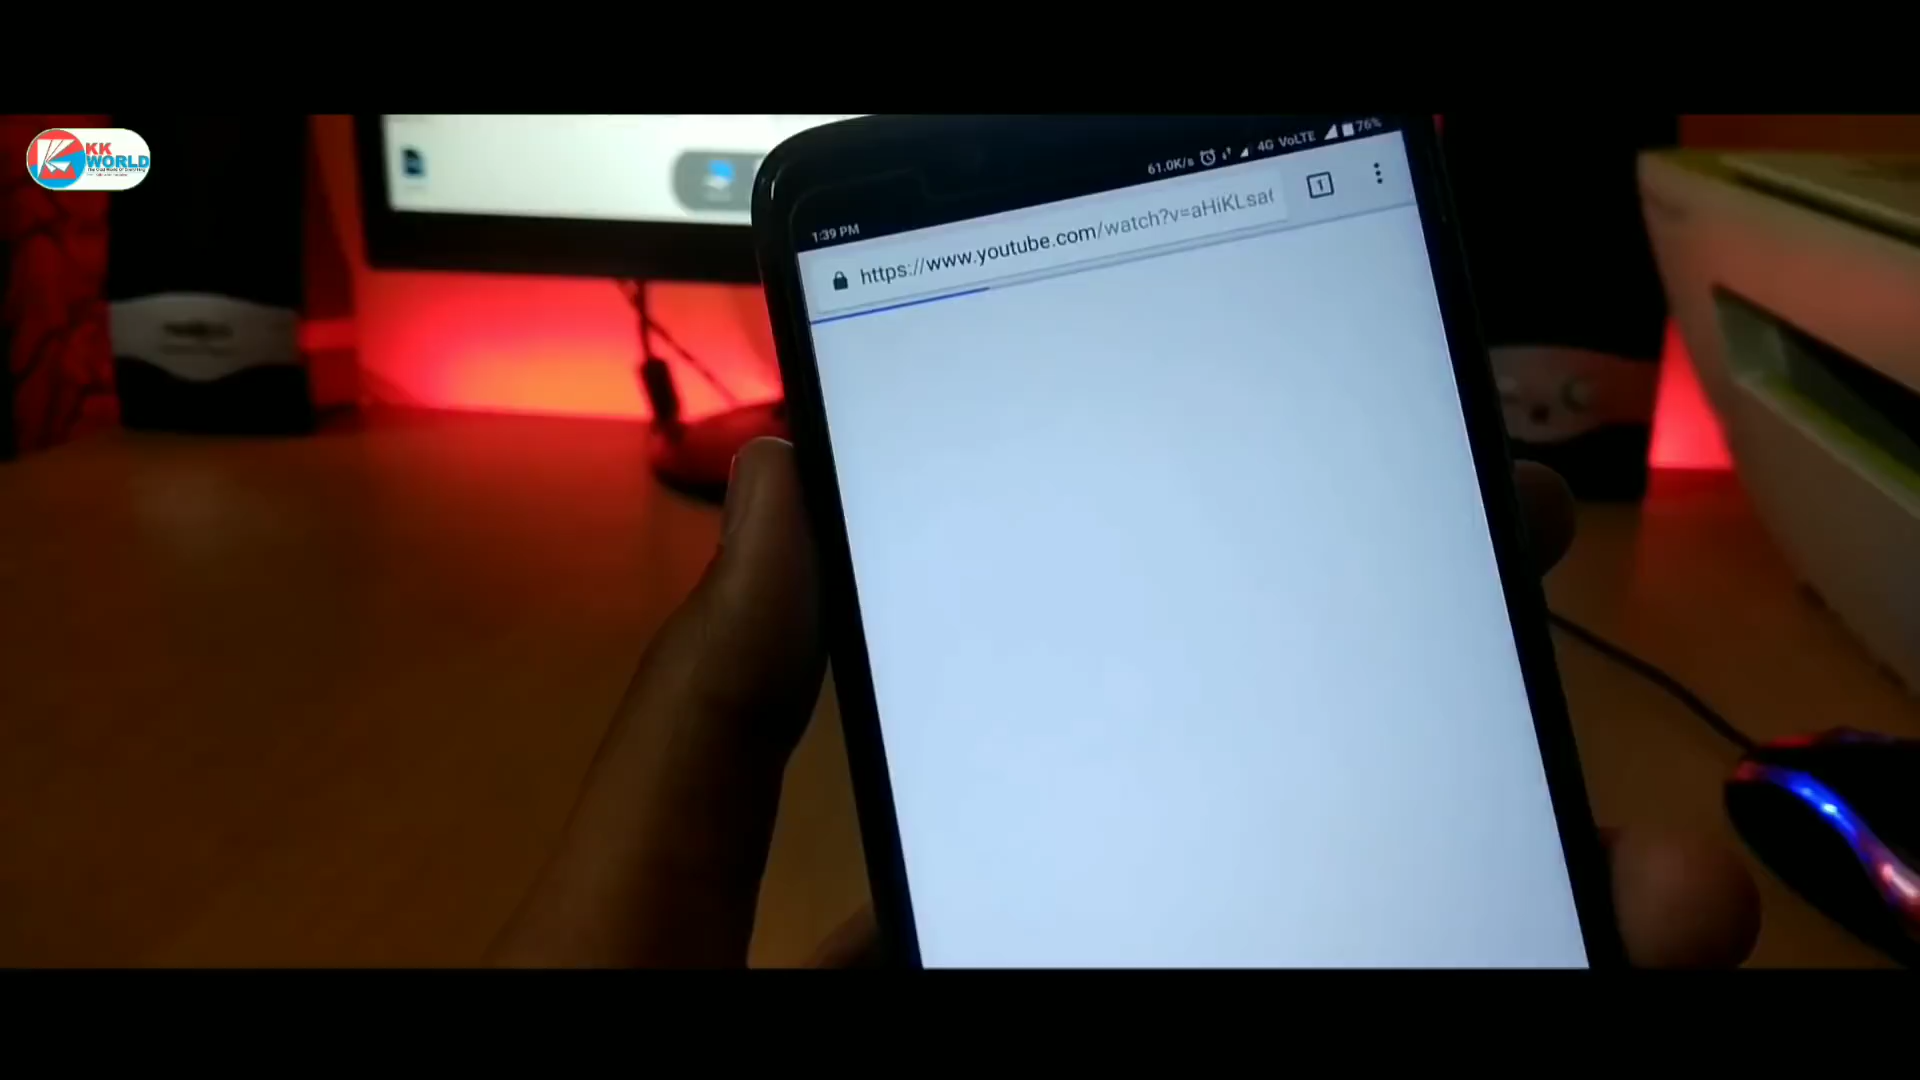 KK
WORLD
1:39 PM
61.0K/s 4G VoLTE 76%
https://www.youtube.com/watch?v=aHiKLsa
1